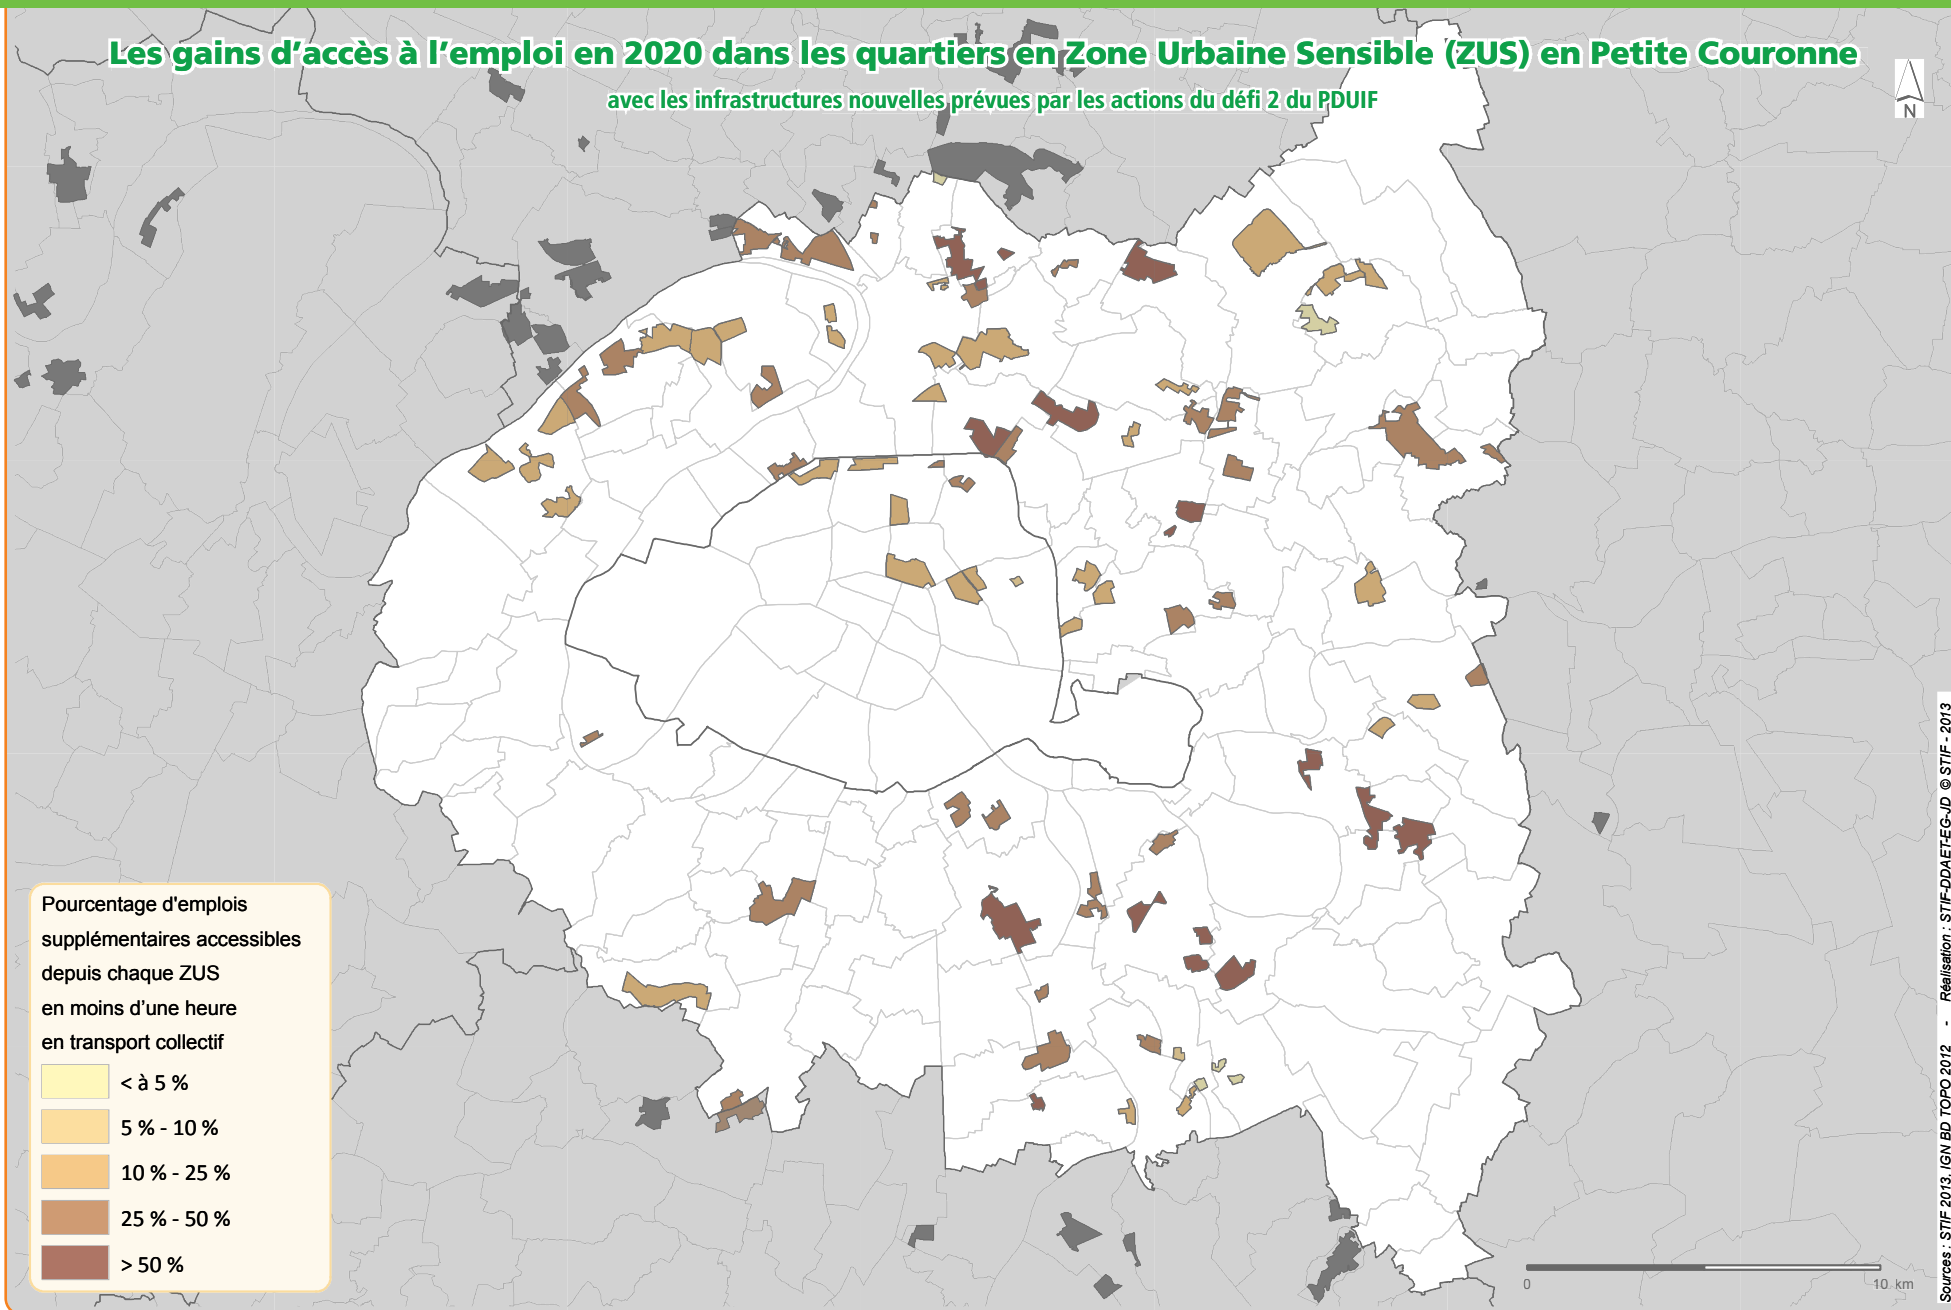 Les gains d’accès à l’emploi en 2020 dans les quartiers en Zone Urbaine Sensible (ZUS) en Petite Couronne
avec les infrastructures nouvelles prévues par les actions du défi 2 du PDUIF
N
Pourcentage d'emplois
supplémentaires accessibles
depuis chaque ZUS
en moins d’une heure
en transport collectif
< à 5 %
5 % - 10 %
10 % - 25 %
25 % - 50 %
> 50 %
0 10 km
Sources : STIF 2013, IGN BD TOPO 2012 - Réalisation : STIF-DDAET-EG-JD © STIF - 2013